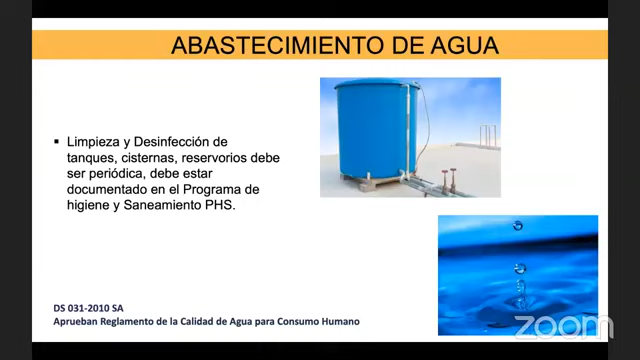 ABASTECIMIENTO DE AGUA
▪ Limpieza y Desinfección de
tanques, cisternas, reservorios debe
ser periódica, debe estar
documentado en el Programa de
higiene y Saneamiento PHS.
DS 031-2010 SA
Aprueban Reglamento de la Calidad de Agua para Consumo Humano
zoom